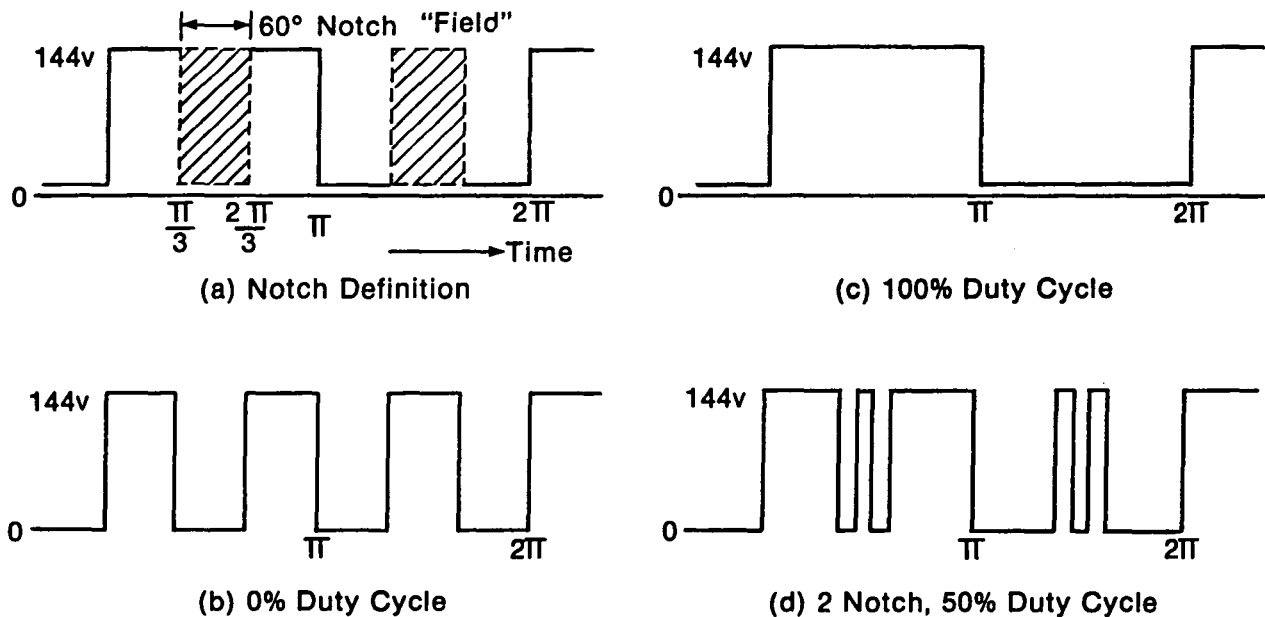 60° Notch "Field"
144v
0
π/3
2π/3
π
2π
Time
(a) Notch Definition
144v
0
π
2π
(c) 100% Duty Cycle
144v
0
π
2π
(b) 0% Duty Cycle
144v
0
π
2π
(d) 2 Notch, 50% Duty Cycle